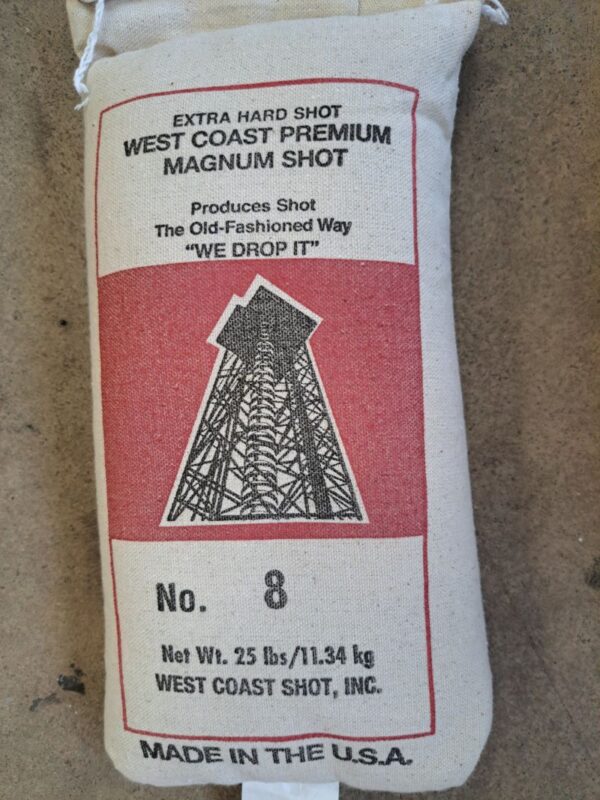 EXTRA HARD SHOT
WEST COAST PREMIUM
MAGNUM SHOT
Produces Shot
The Old-Fashioned Way
"WE DROP IT"
No. 8
Net Wt. 25 lbs/11.34 kg
WEST COAST SHOT, INC.
MADE IN THE U.S.A.